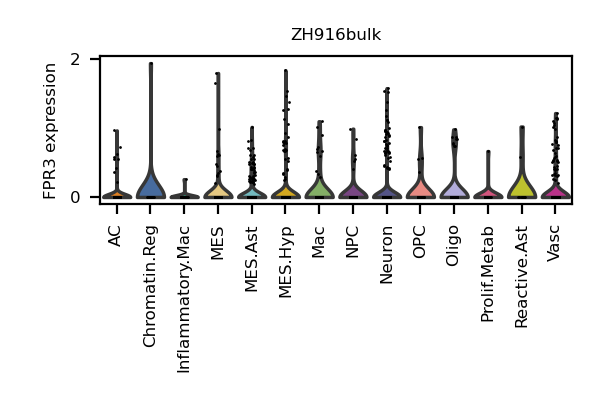 ZH916bulk
FPR3 expression
2
0
AC
Chromatin.Reg
Inflammatory.Mac
MES
MES.Ast
MES.Hyp
Mac
NPC
Neuron
OPC
Oligo
Prolif.Metab
Reactive.Ast
Vasc